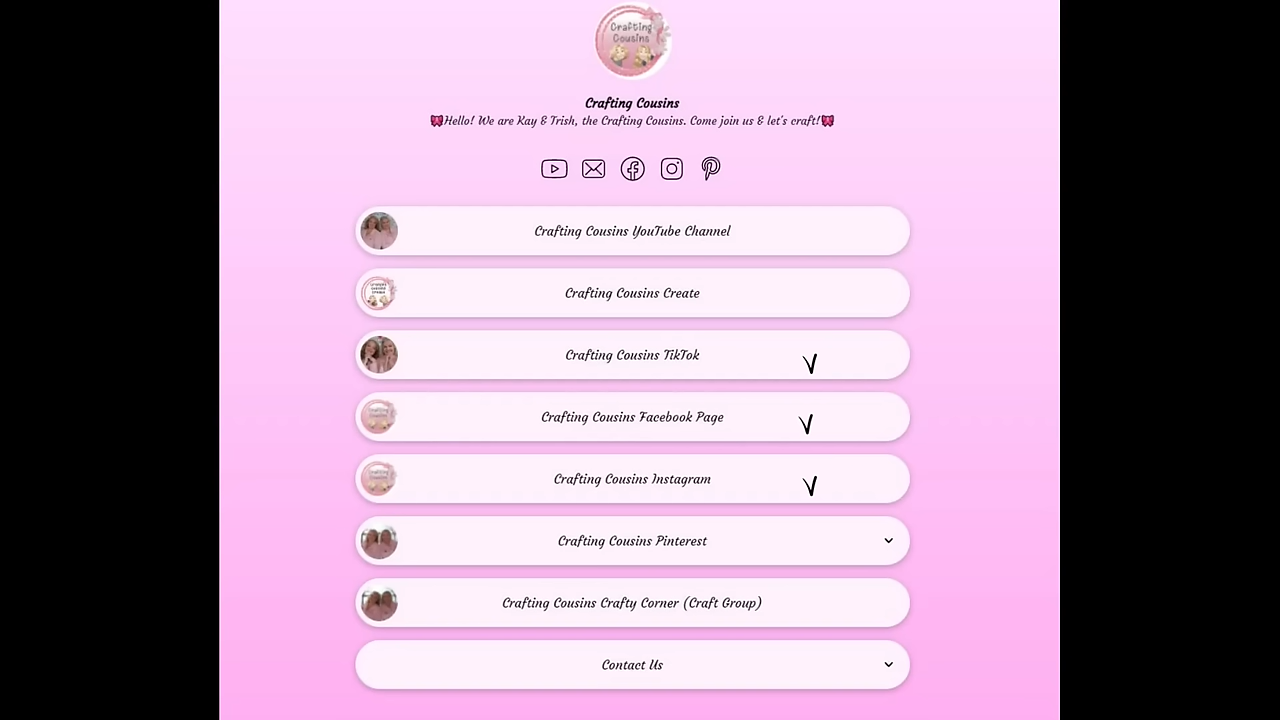 Crafting
Cousins
Crafting Cousins
Hello! We are Kay & Trish, the Crafting Cousins. Come join us & let's craft!
Crafting Cousins YouTube Channel
Crafting Cousins Create
Crafting Cousins TikTok
Crafting Cousins Facebook Page
Crafting Cousins Instagram
Crafting Cousins Pinterest
Crafting Cousins Crafty Corner (Craft Group)
Contact Us